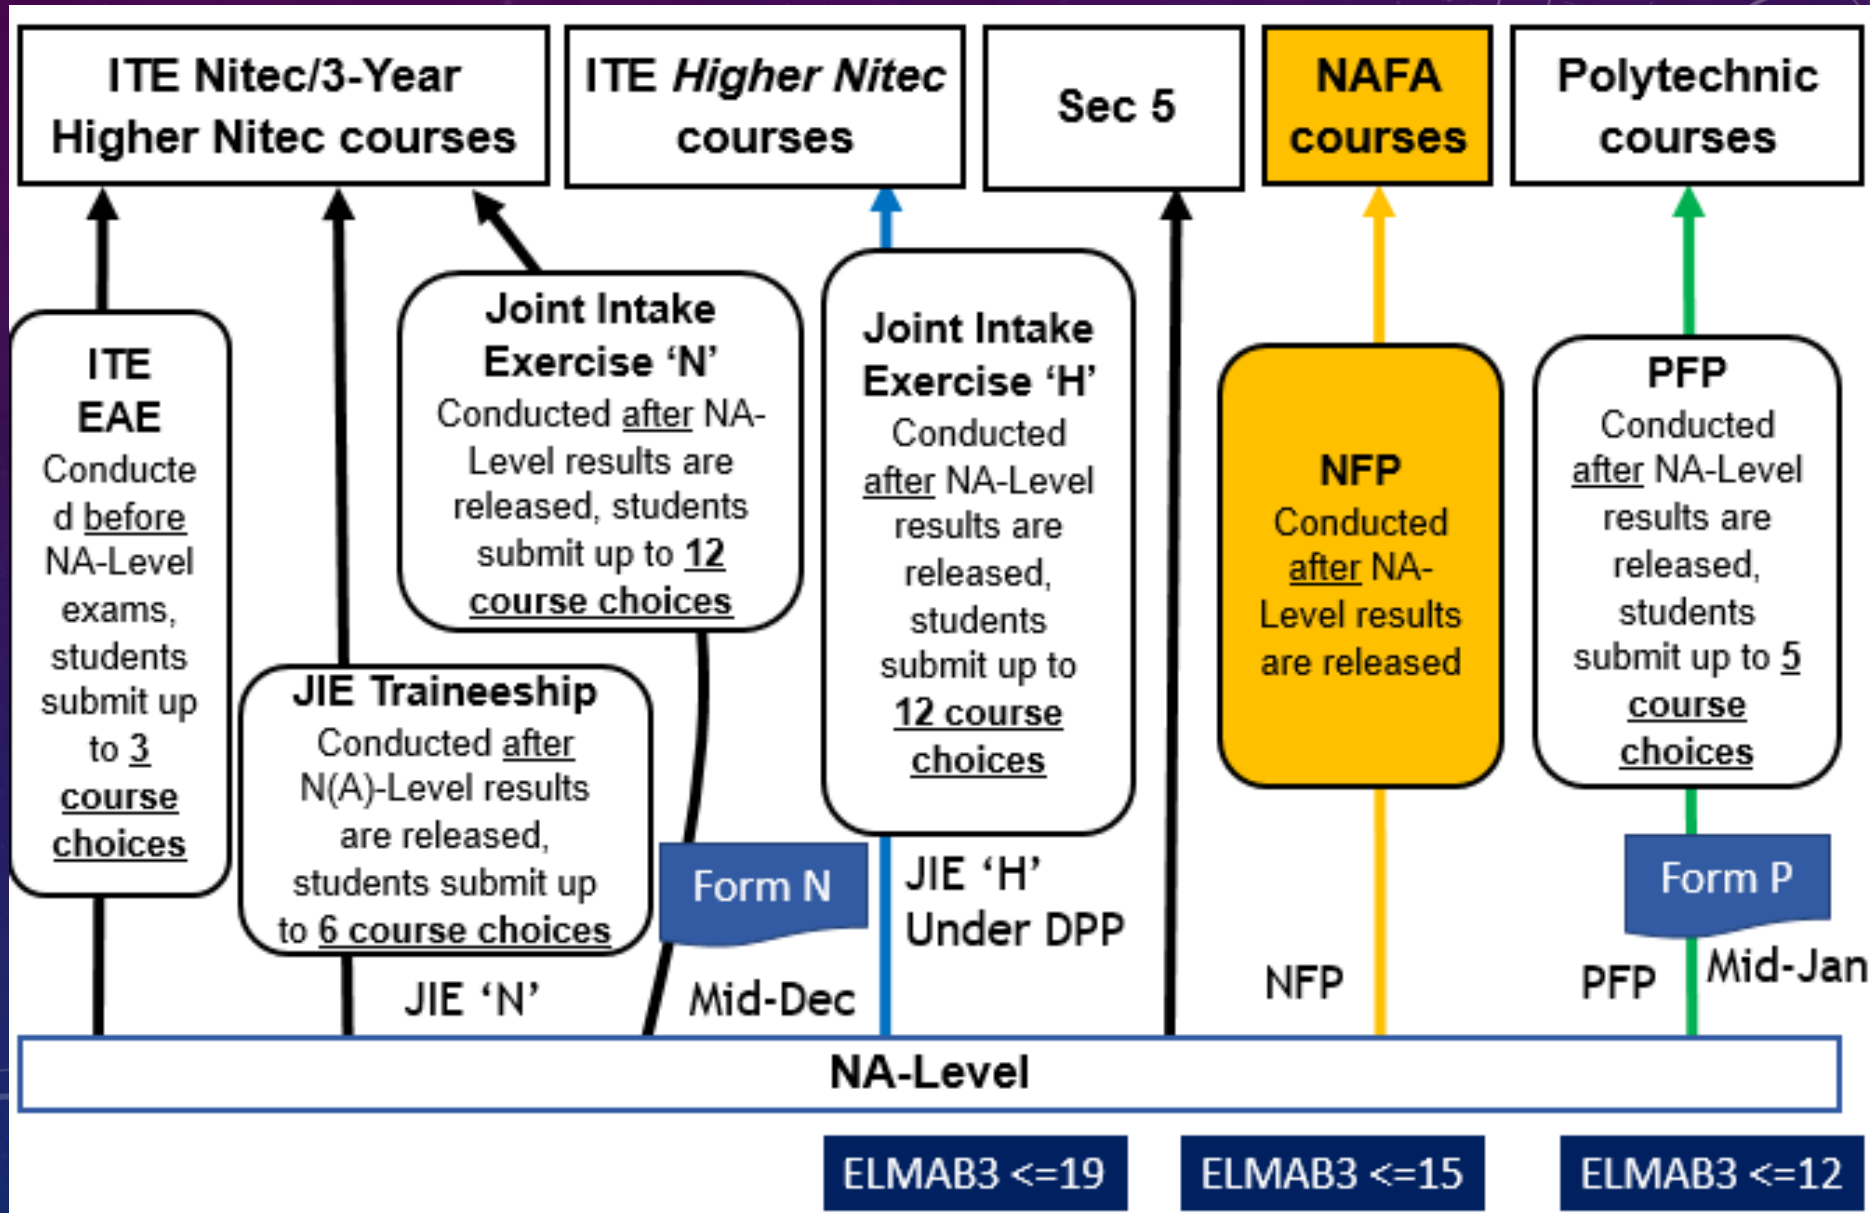 ITE Nitec/3-Year
Higher Nitec courses
ITE Higher Nitec
courses
Sec 5
NAFA
courses
Polytechnic
courses
ITE
EAE
Conducte
d before
NA-Level
exams,
students
submit up
to 3
course
choices
JIE Traineeship
Conducted after
N(A)-Level results
are released,
students submit up
to 6 course choices
Joint Intake
Exercise ‘N’
Conducted after NA-
Level results are
released, students
submit up to 12
course choices
Joint Intake
Exercise ‘H’
Conducted
after NA-Level
results are
released,
students
submit up to
12 course
choices
NFP
Conducted
after NA-
Level results
are released
PFP
Conducted
after NA-Level
results are
released,
students
submit up to 5
course
choices
Form N
JIE ‘H’
Under DPP
Form P
JIE ‘N’
Mid-Dec
NFP
PFP
Mid-Jan
NA-Level
ELMAB3 <=19
ELMAB3 <=15
ELMAB3 <=12